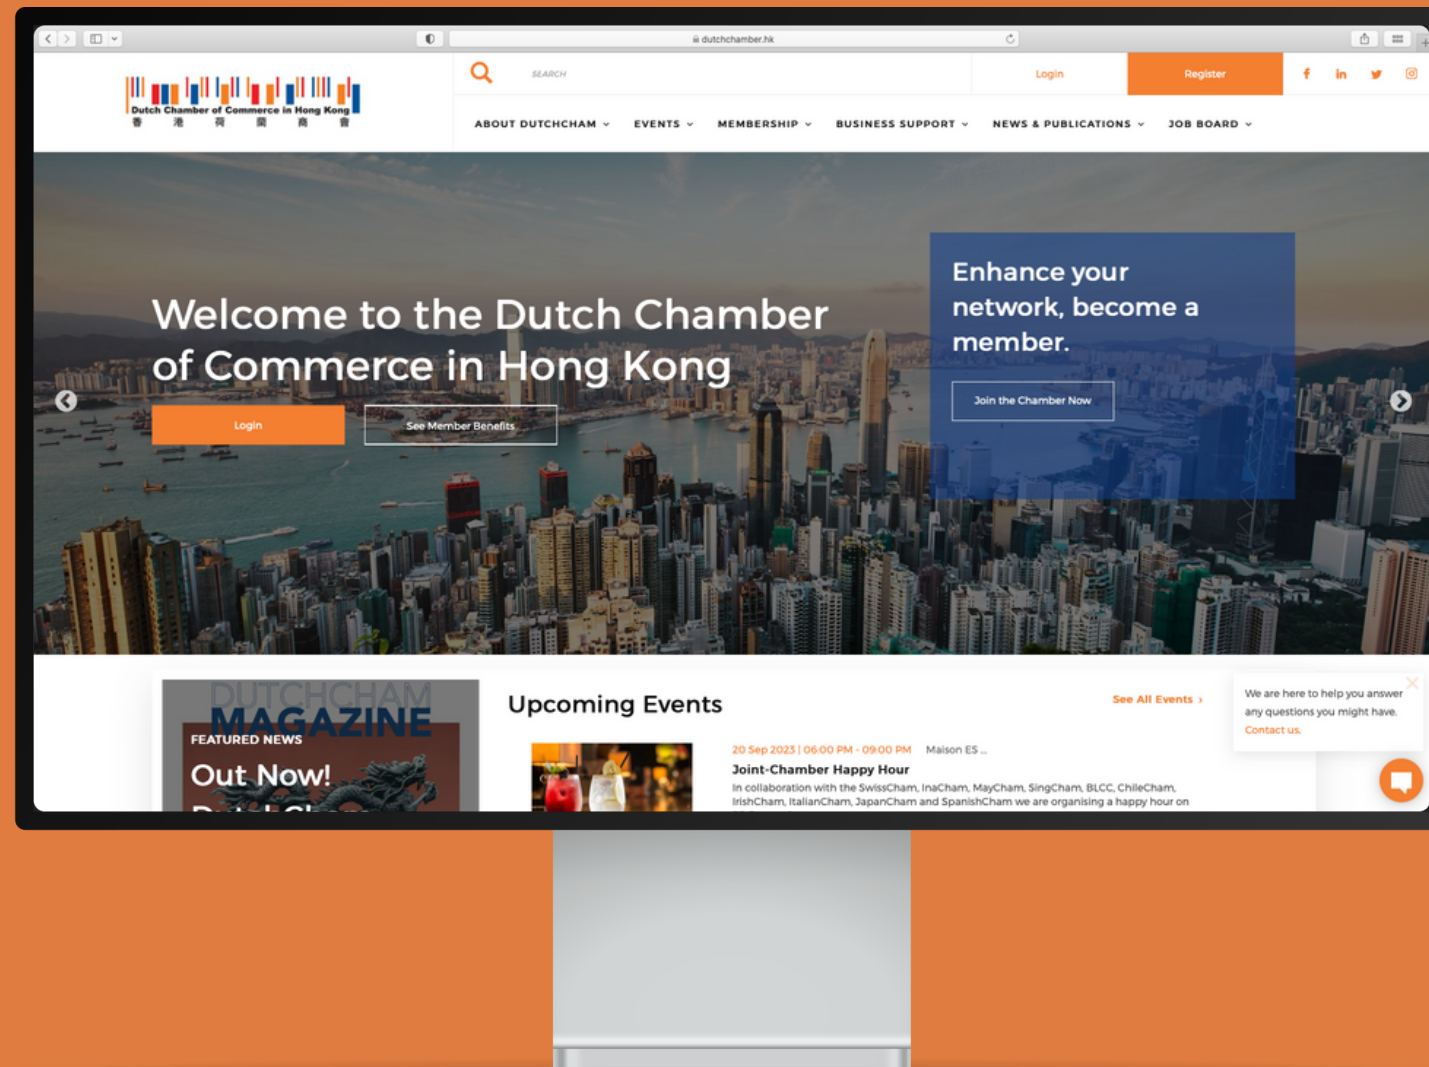 dutchchamber.hk
Dutch Chamber of Commerce in Hong Kong
香 港 荷 蘭 商 會
SEARCH
Login
Register
ABOUT DUTCHCHAM
EVENTS
MEMBERSHIP
BUSINESS SUPPORT
NEWS & PUBLICATIONS
JOB BOARD
Welcome to the Dutch Chamber
of Commerce in Hong Kong
Login
See Member Benefits
Enhance your
network, become a
member.
Join the Chamber Now
DUTCHCHAM
MAGAZINE
FEATURED NEWS
Out Now!
DutchCham
Upcoming Events
See All Events ›
20 Sep 2023 | 06:00 PM - 09:00 PM Maison ES ...
Joint-Chamber Happy Hour
In collaboration with the SwissCham, InaCham, MayCham, SingCham, BLCC, ChileCham,
IrishCham, ItalianCham, JapanCham and SpanishCham we are organising a happy hour on
We are here to help you answer
any questions you might have.
Contact us.